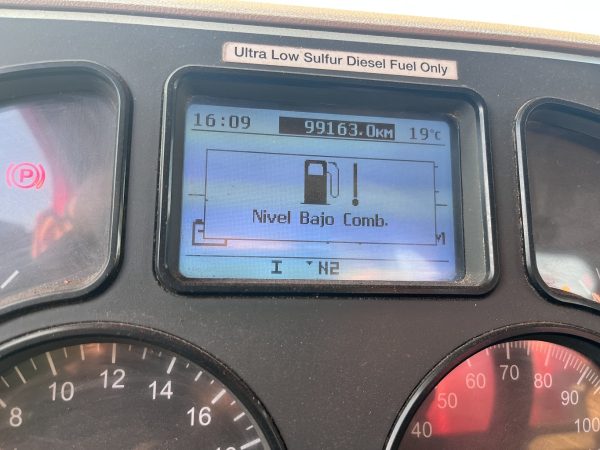 Ultra Low Sulfur Diesel Fuel Only
16:09 99163.0KM 19°C
Nivel Bajo Comb.
I N2
P
8 10 12 14 16
40 50 60 70 80 90 100